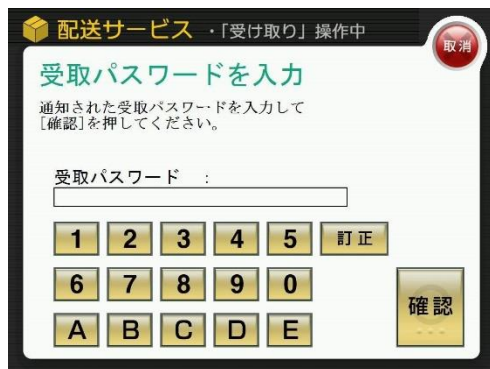 配送サービス ・「受け取り」操作中
取消
受取パスワードを入力
通知された受取パスワードを入力して
[確認]を押してください。
受取パスワード :
1 2 3 4 5 訂正
6 7 8 9 0
確認
A B C D E